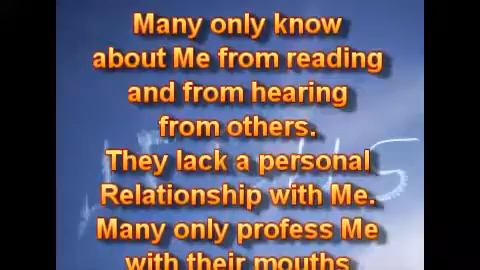 Many only know
about Me from reading
and from hearing
from others.
They lack a personal
Relationship with Me.
Many only profess Me
with their mouths